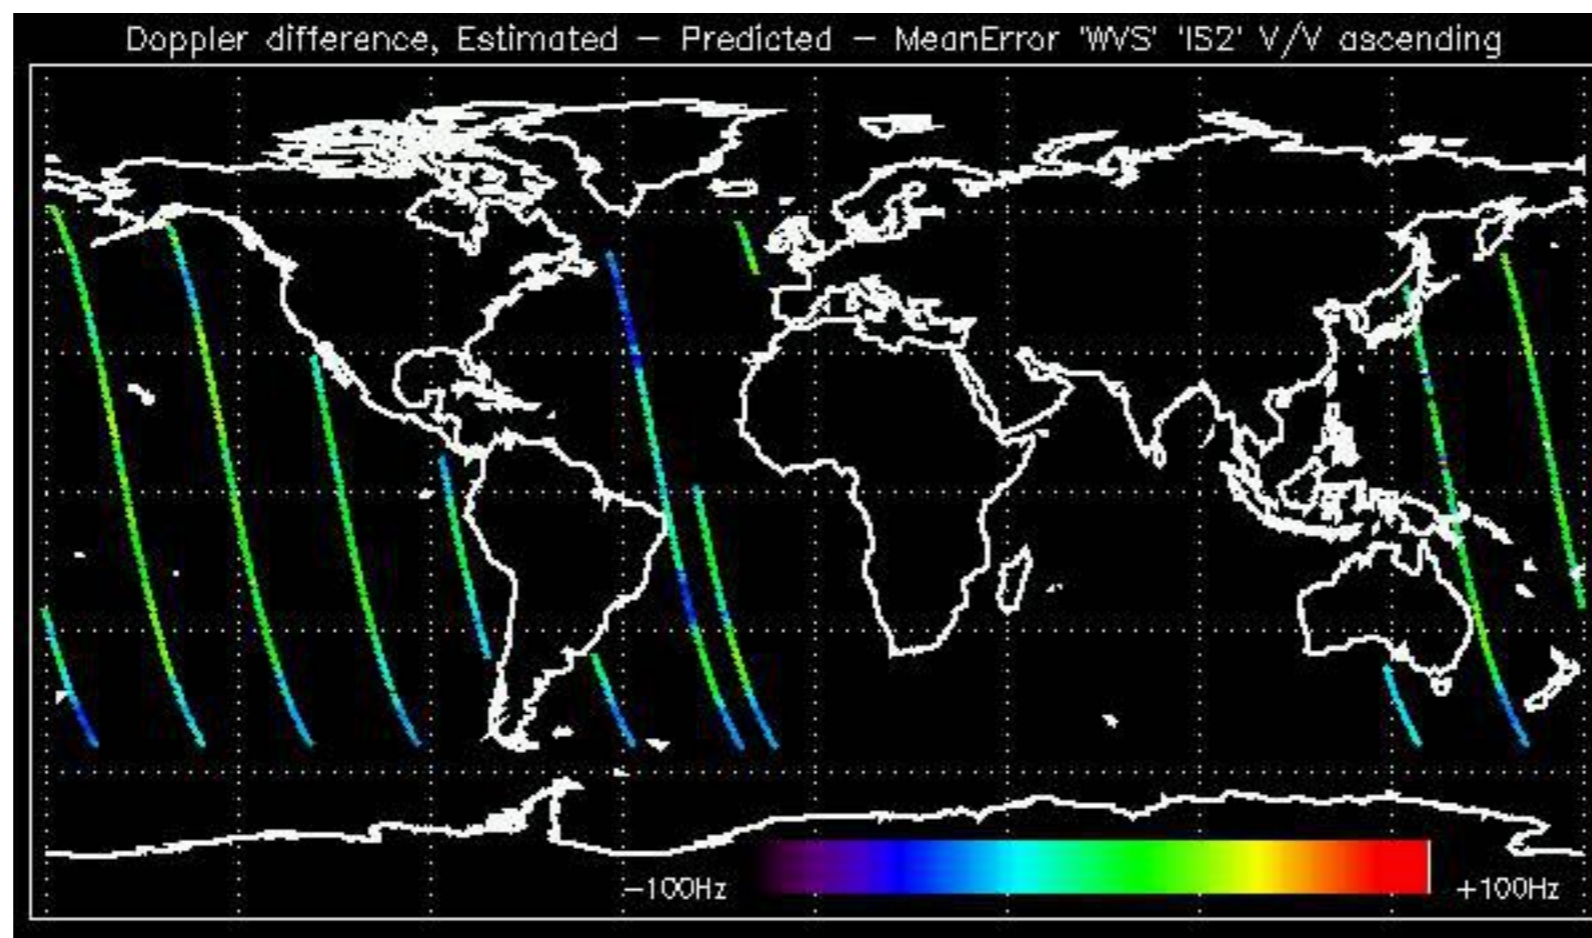 Doppler difference, Estimated – Predicted – MeanError 'WVS' 'IS2' V/V ascending
–100Hz +100Hz